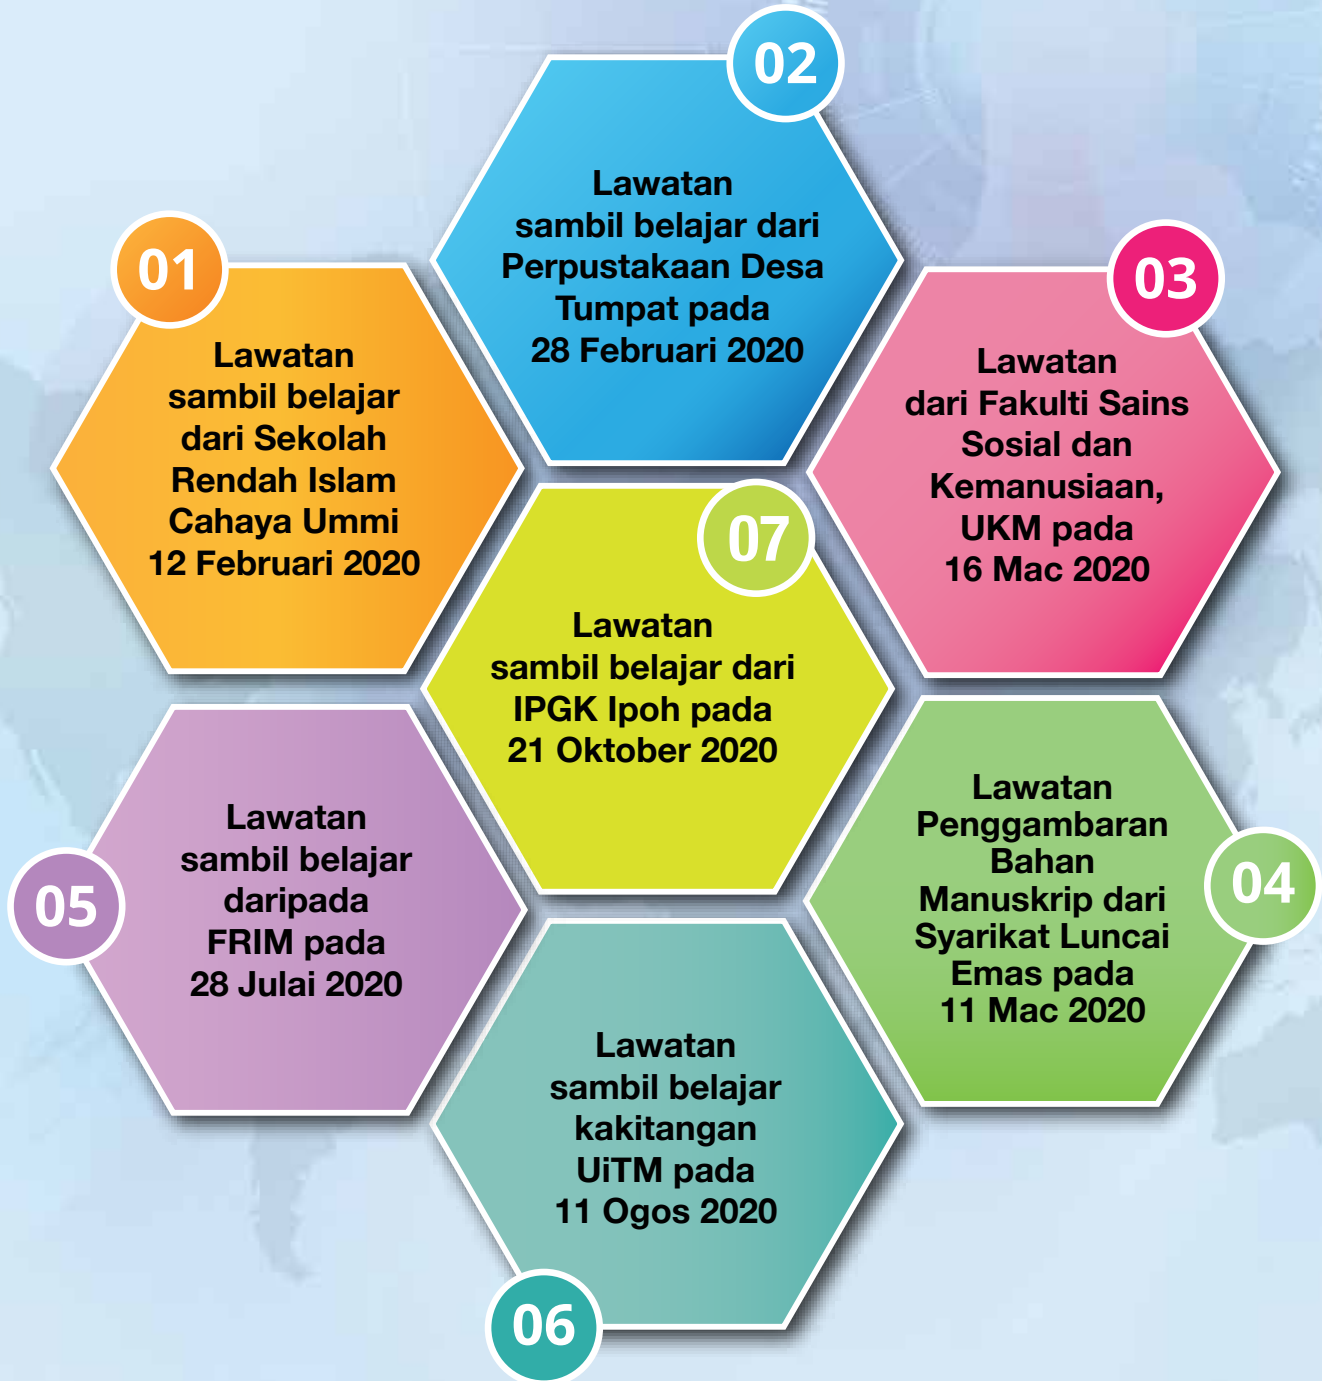 01
Lawatan
sambil belajar
dari Sekolah
Rendah Islam
Cahaya Ummi
12 Februari 2020
02
Lawatan
sambil belajar dari
Perpustakaan Desa
Tumpat pada
28 Februari 2020
03
Lawatan
dari Fakulti Sains
Sosial dan
Kemanusiaan,
UKM pada
16 Mac 2020
04
Lawatan
Penggambaran
Bahan
Manuskrip dari
Syarikat Luncai
Emas pada
11 Mac 2020
05
Lawatan
sambil belajar
daripada
FRIM pada
28 Julai 2020
06
Lawatan
sambil belajar
kakitangan
UiTM pada
11 Ogos 2020
07
Lawatan
sambil belajar dari
IPGK Ipoh pada
21 Oktober 2020